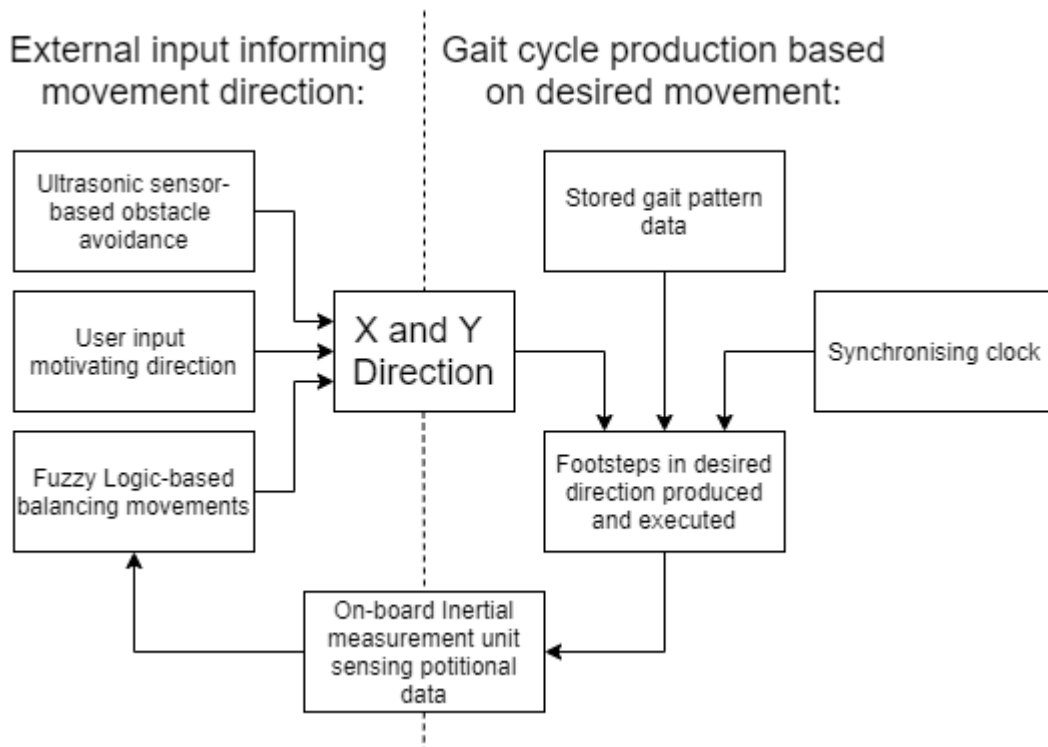 External input informing
movement direction:
Gait cycle production based
on desired movement:
Ultrasonic sensor-
based obstacle
avoidance
Stored gait pattern
data
User input
motivating direction
X and Y
Direction
Synchronising clock
Fuzzy Logic-based
balancing movements
Footsteps in desired
direction produced
and executed
On-board Inertial
measurement unit
sensing potitional
data